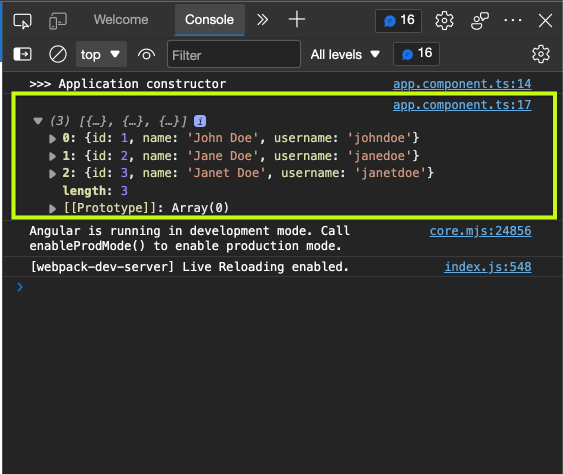 Welcome Console 16
top Filter All levels 16
>>> Application constructor app.component.ts:14
app.component.ts:17
(3) [{…}, {…}, {…}] i
0: {id: 1, name: 'John Doe', username: 'johndoe'}
1: {id: 2, name: 'Jane Doe', username: 'janedoe'}
2: {id: 3, name: 'Janet Doe', username: 'janetdoe'}
length: 3
[[Prototype]]: Array(0)
Angular is running in development mode. Call core.mjs:24856
enableProdMode() to enable production mode.
[webpack-dev-server] Live Reloading enabled. index.js:548